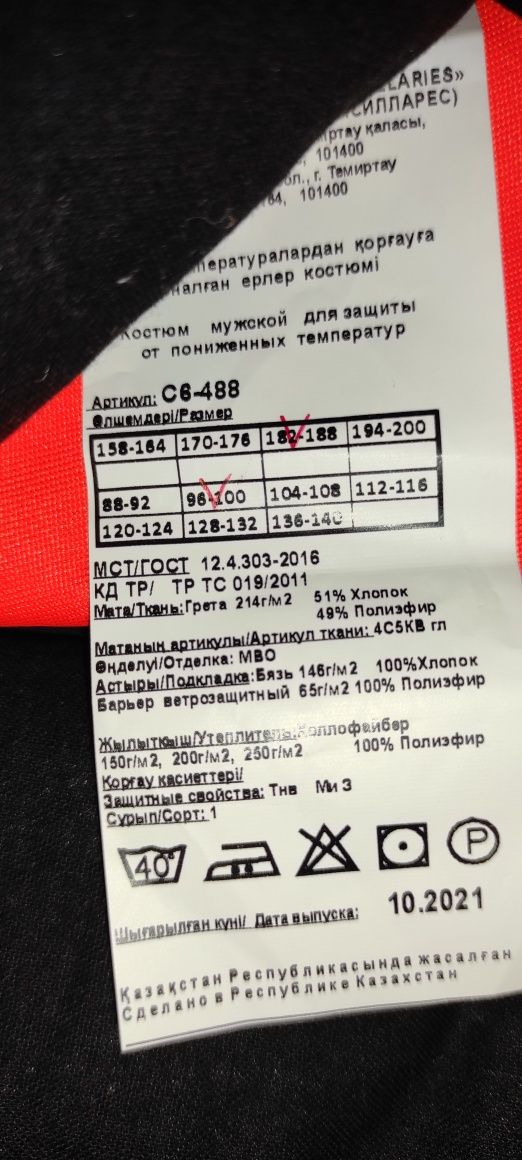 LARIES»
СИЛЛАРЕС)
қаласы,
101400
г. Темиртау
101400
қорғауға
ерлер костюмі
Костюм мужской для защиты
от пониженных температур
Артикул: С6-488
Өлшемдері/Размер
158-164 170-176 182-188 194-200
88-92 96-100 104-108 112-116
120-124 128-132 136-140
МСТ/ГОСТ 12.4.303-2016
КД ТР/ ТР ТС 019/2011
Мата/Ткань: Грета 214г/м2 51% Хлопок
49% Полиэфир
Матаның артикулы/Артикул ткани: 4С5КВ гл
Өңделуі/Отделка: МВО
Астыры/Подкладка: Бязь 146г/м2 100%Хлопок
Барьер ветрозащитный 65г/м2 100% Полиэфир
Жылытқыш/Утеплитель: Холлофайбер
150г/м2, 200г/м2, 250г/м2 100% Полиэфир
Қорғау қасиеттері/
Защитные свойства: Тнв Ми 3
Сұрып/Сорт: 1
40° P
Шығарылған күні/ Дата выпуска: 10.2021
Қазақстан Республикасында жасалған
Сделано в Республике Казахстан